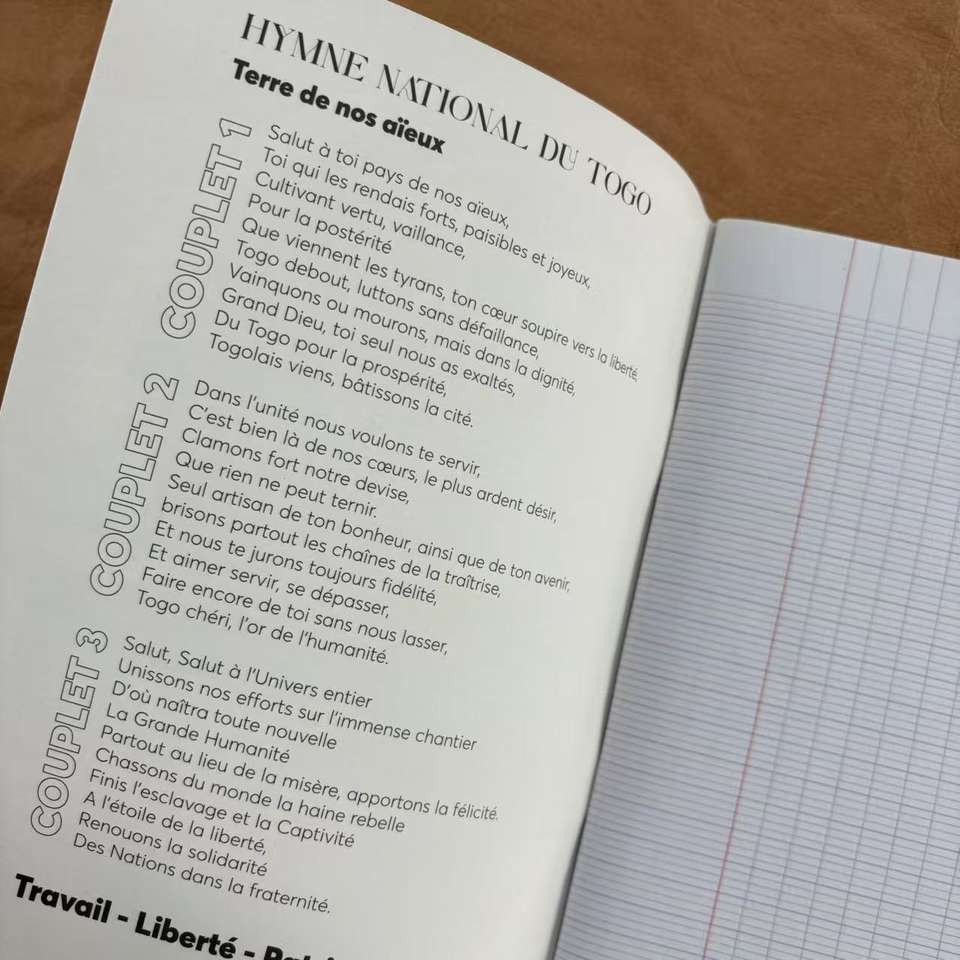 HYMNE NATIONAL DU TOGO
Terre de nos aïeux
COUPLET 1
Salut à toi pays de nos aïeux,
Toi qui les rendais forts, paisibles et joyeux,
Cultivant vertu, vaillance,
Pour la postérité
Que viennent les tyrans, ton cœur soupire vers la liberté,
Togo debout, luttons sans défaillance,
Vainquons ou mourons, mais dans la dignité,
Grand Dieu, toi seul nous as exaltés,
Du Togo pour la prospérité,
Togolais viens, bâtissons la cité.
COUPLET 2
Dans l'unité nous voulons te servir,
C'est bien là de nos cœurs, le plus ardent désir,
Clamons fort notre devise,
Que rien ne peut ternir.
Seul artisan de ton bonheur, ainsi que de ton avenir,
brisons partout les chaînes de la traîtrise,
Et nous te jurons toujours fidélité,
Et aimer servir, se dépasser,
Faire encore de toi sans nous lasser,
Togo chéri, l'or de l'humanité.
COUPLET 3
Salut, Salut à l'Univers entier
Unissons nos efforts sur l'immense chantier
D'où naîtra toute nouvelle
La Grande Humanité
Partout au lieu de la misère, apportons la félicité.
Chassons du monde la haine rebelle
Finis l'esclavage et la Captivité
A l'étoile de la liberté,
Renouons la solidarité
Des Nations dans la fraternité.
Travail - Liberté -